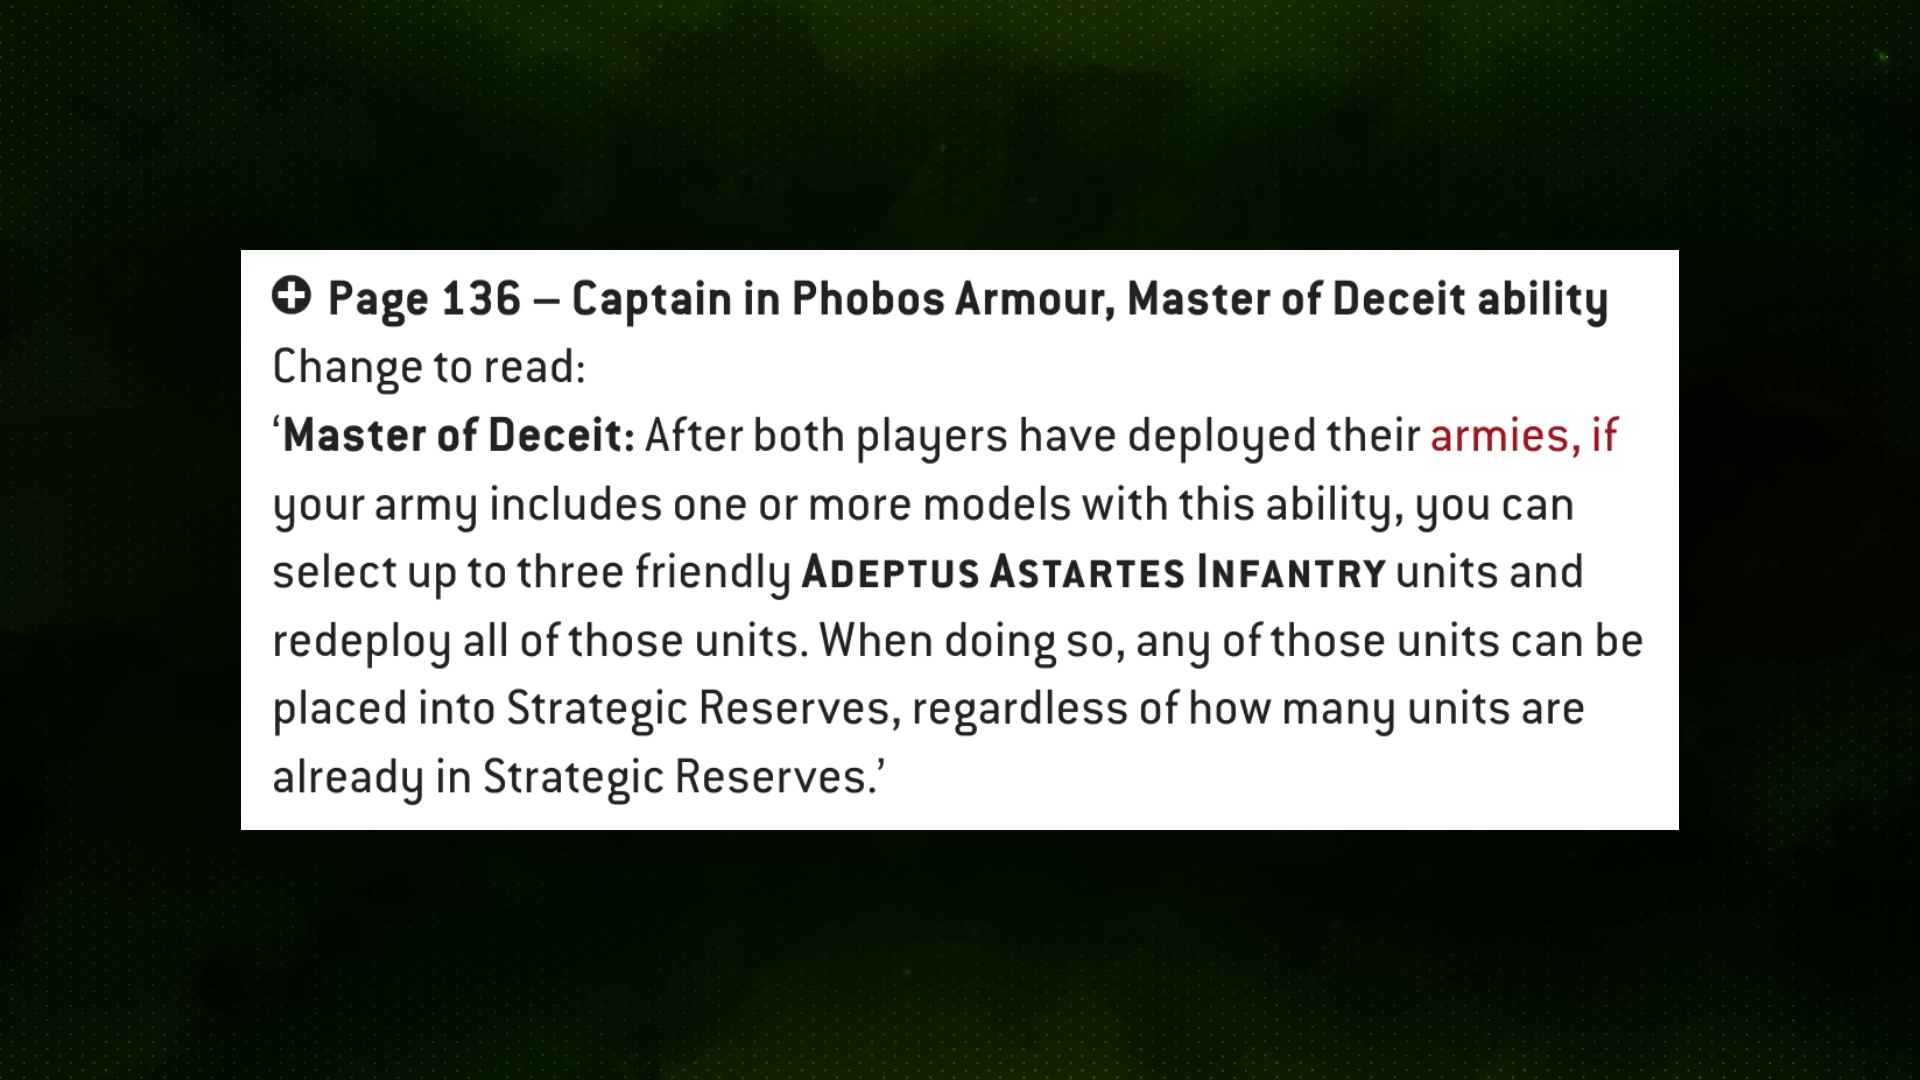 Page 136 – Captain in Phobos Armour, Master of Deceit ability
Change to read:
‘Master of Deceit: After both players have deployed their armies, if
your army includes one or more models with this ability, you can
select up to three friendly ADEPTUS ASTARTES INFANTRY units and
redeploy all of those units. When doing so, any of those units can be
placed into Strategic Reserves, regardless of how many units are
already in Strategic Reserves.’